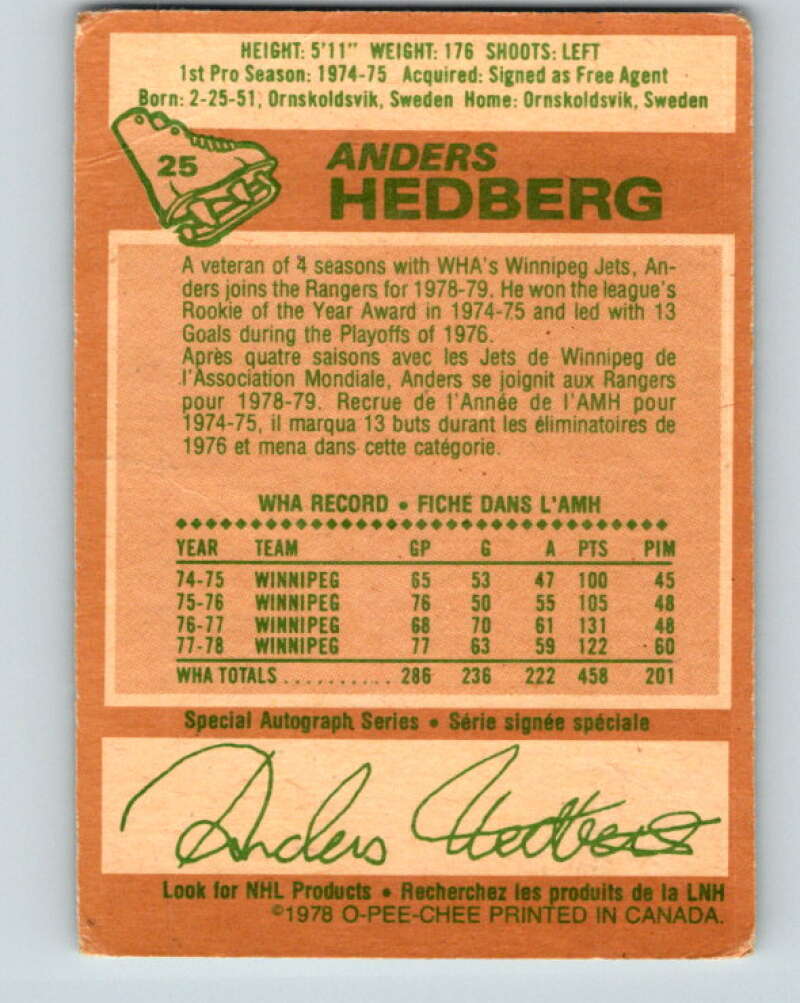 HEIGHT: 5'11" WEIGHT: 176 SHOOTS: LEFT
1st Pro Season: 1974-75 Acquired: Signed as Free Agent
Born: 2-25-51, Ornskoldsvik, Sweden Home: Ornskoldsvik, Sweden
25
ANDERS
HEDBERG
A veteran of 4 seasons with WHA's Winnipeg Jets, An-
ders joins the Rangers for 1978-79. He won the league's
Rookie of the Year Award in 1974-75 and led with 13
Goals during the Playoffs of 1976.
Après quatre saisons avec les Jets de Winnipeg de
l'Association Mondiale, Anders se joignit aux Rangers
pour 1978-79. Recrue de l'Année de l'AMH pour
1974-75, il marqua 13 buts durant les éliminatoires de
1976 et mena dans cette catégorie.
WHA RECORD • FICHE DANS L'AMH
YEAR TEAM GP G A PTS PIM
74-75 WINNIPEG 65 53 47 100 45
75-76 WINNIPEG 76 50 55 105 48
76-77 WINNIPEG 68 70 61 131 48
77-78 WINNIPEG 77 63 59 122 60
WHA TOTALS .......... 286 236 222 458 201
Special Autograph Series • Série signée spéciale
Anders Hedberg
Look for NHL Products • Recherchez les produits de la LNH
©1978 O-PEE-CHEE PRINTED IN CANADA.